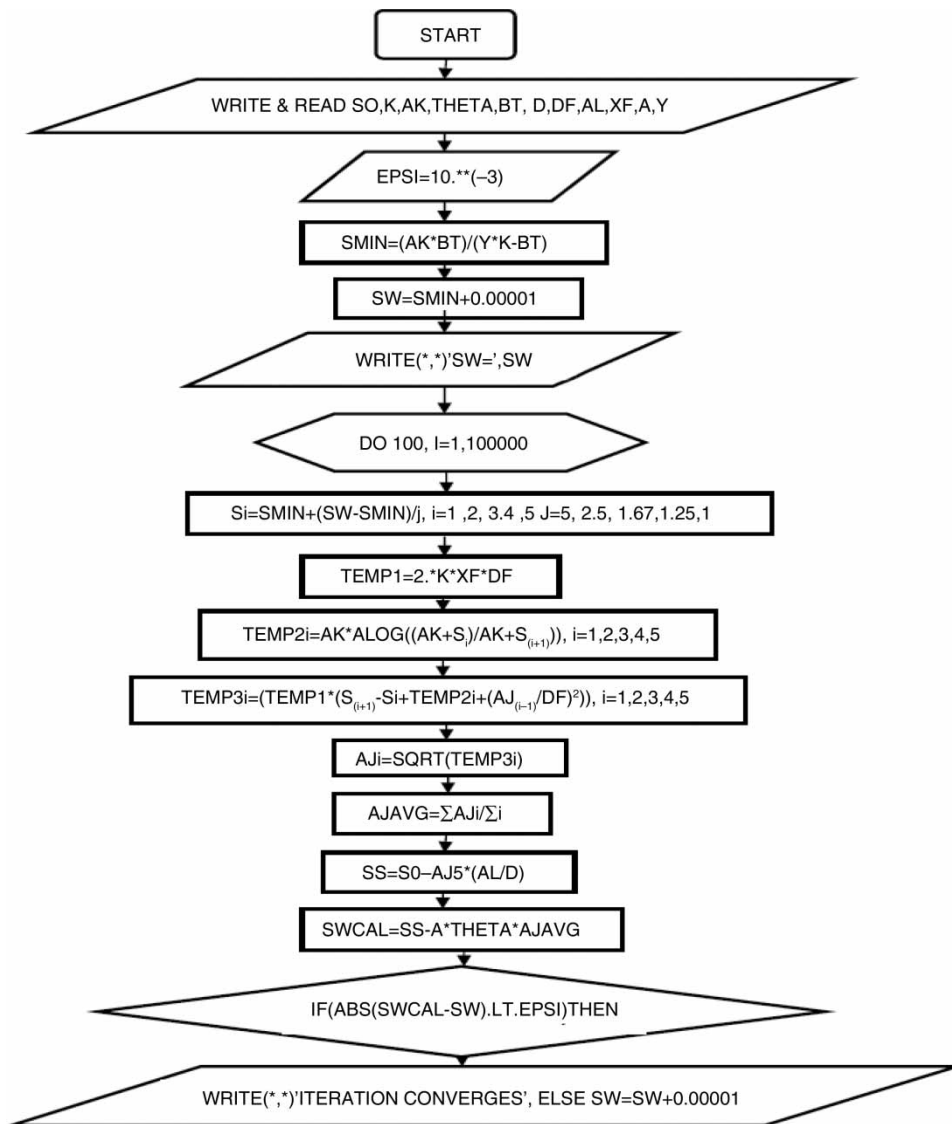 START
WRITE & READ SO,K,AK,THETA,BT, D,DF,AL,XF,A,Y
EPSI=10.**(–3)
SMIN=(AK*BT)/(Y*K-BT)
SW=SMIN+0.00001
WRITE(*,*)'SW=',SW
DO 100, I=1,100000
Si=SMIN+(SW-SMIN)/j, i=1 ,2, 3.4 ,5 J=5, 2.5, 1.67,1.25,1
TEMP1=2.*K*XF*DF
TEMP2i=AK*ALOG((AK+S_i)/AK+S_(i+1))), i=1,2,3,4,5
TEMP3i=(TEMP1*(S_(i+1)-Si+TEMP2i+(AJ_(i–1)/DF)²)), i=1,2,3,4,5
AJi=SQRT(TEMP3i)
AJAVG=∑AJi/∑i
SS=S0–AJ5*(AL/D)
SWCAL=SS-A*THETA*AJAVG
IF(ABS(SWCAL-SW).LT.EPSI)THEN
WRITE(*,*)'ITERATION CONVERGES', ELSE SW=SW+0.00001